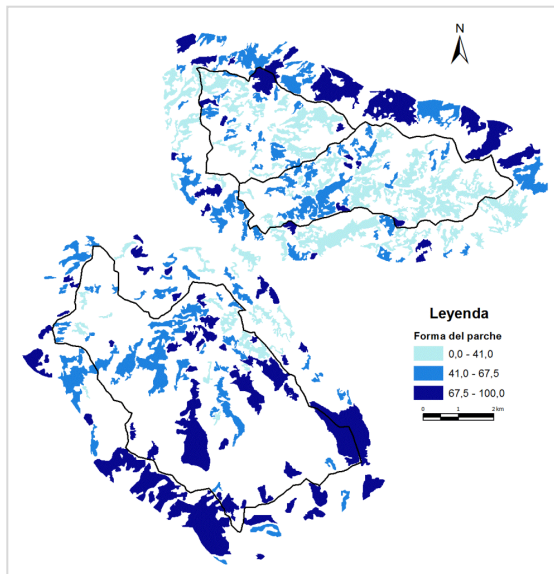 N
Leyenda
Forma del parche
0,0 - 41,0
41,0 - 67,5
67,5 - 100,0
0 1 2 km